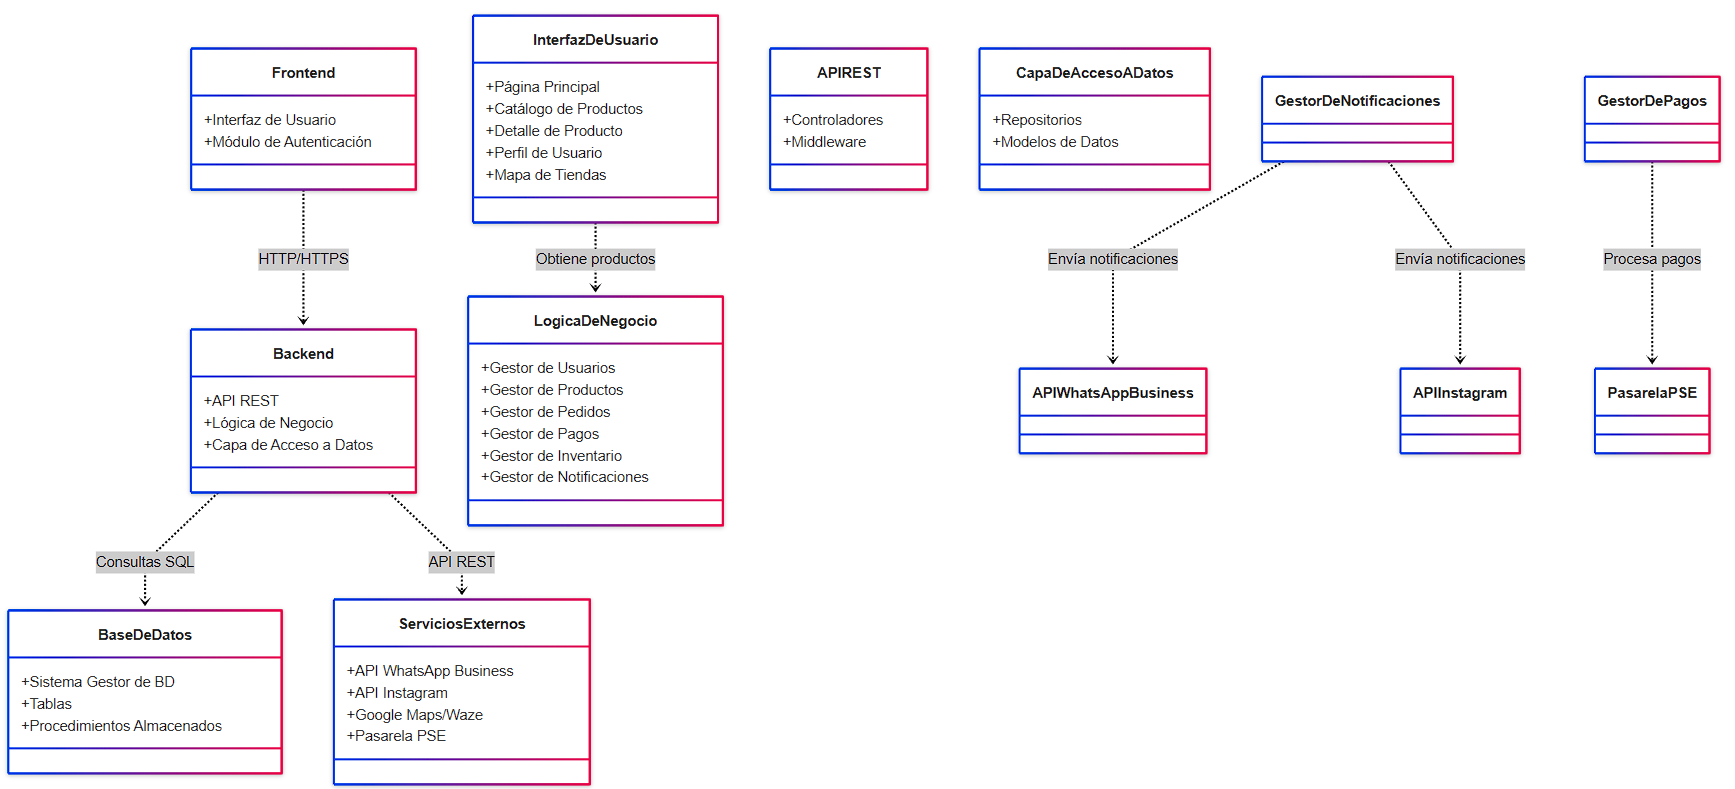 Frontend
+Interfaz de Usuario
+Módulo de Autenticación
InterfazDeUsuario
+Página Principal
+Catálogo de Productos
+Detalle de Producto
+Perfil de Usuario
+Mapa de Tiendas
APIREST
+Controladores
+Middleware
CapaDeAccesoADatos
+Repositorios
+Modelos de Datos
GestorDeNotificaciones
GestorDePagos
HTTP/HTTPS
Obtiene productos
Envía notificaciones
Envía notificaciones
Procesa pagos
Backend
+API REST
+Lógica de Negocio
+Capa de Acceso a Datos
LogicaDeNegocio
+Gestor de Usuarios
+Gestor de Productos
+Gestor de Pedidos
+Gestor de Pagos
+Gestor de Inventario
+Gestor de Notificaciones
APIWhatsAppBusiness
APIInstagram
PasarelaPSE
Consultas SQL
API REST
BaseDeDatos
+Sistema Gestor de BD
+Tablas
+Procedimientos Almacenados
ServiciosExternos
+API WhatsApp Business
+API Instagram
+Google Maps/Waze
+Pasarela PSE